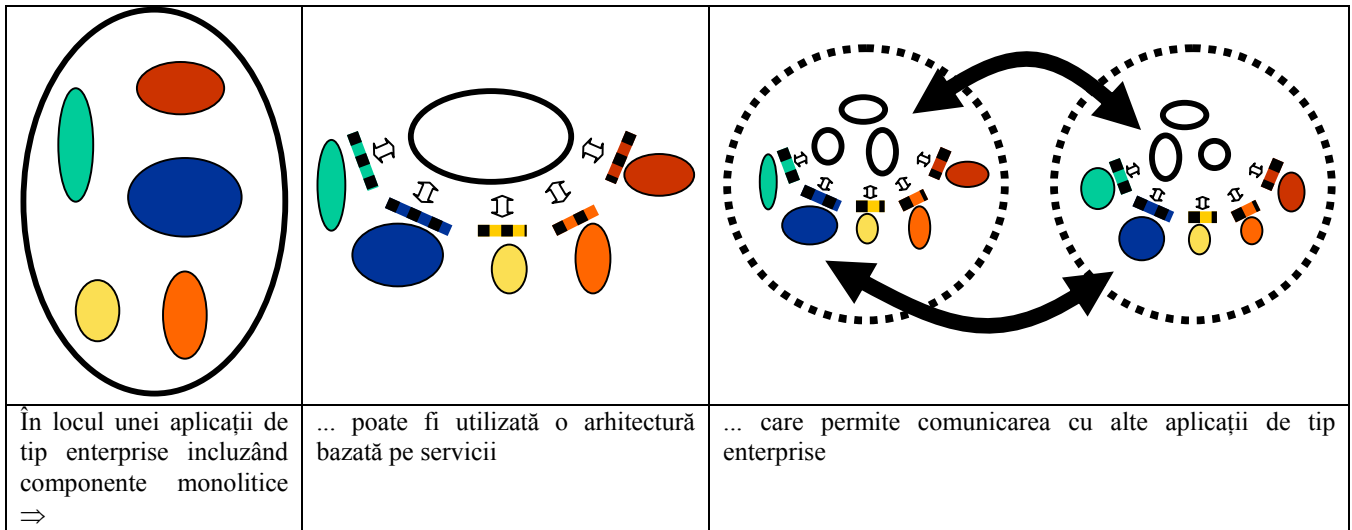 În locul unei aplicații de
tip enterprise incluzând
componente monolitice
⇒
... poate fi utilizată o arhitectură
bazată pe servicii
... care permite comunicarea cu alte aplicații de tip
enterprise